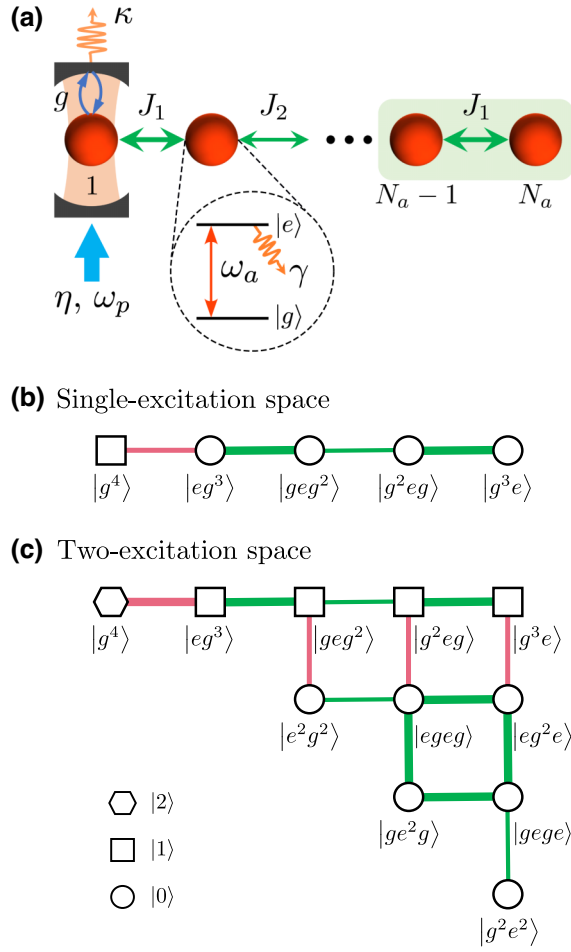 (a)
κ
g
J₁
J₂
J₁
1
Nₐ − 1
Nₐ
|e⟩
ωₐ
γ
|g⟩
η, ωₚ
(b) Single-excitation space
|g⁴⟩ |eg³⟩ |geg²⟩ |g²eg⟩ |g³e⟩
(c) Two-excitation space
|g⁴⟩ |eg³⟩ |geg²⟩ |g²eg⟩ |g³e⟩
|e²g²⟩ |egeg⟩ |eg²e⟩
|2⟩
|ge²g⟩ |gege⟩
|1⟩
|0⟩
|g²e²⟩